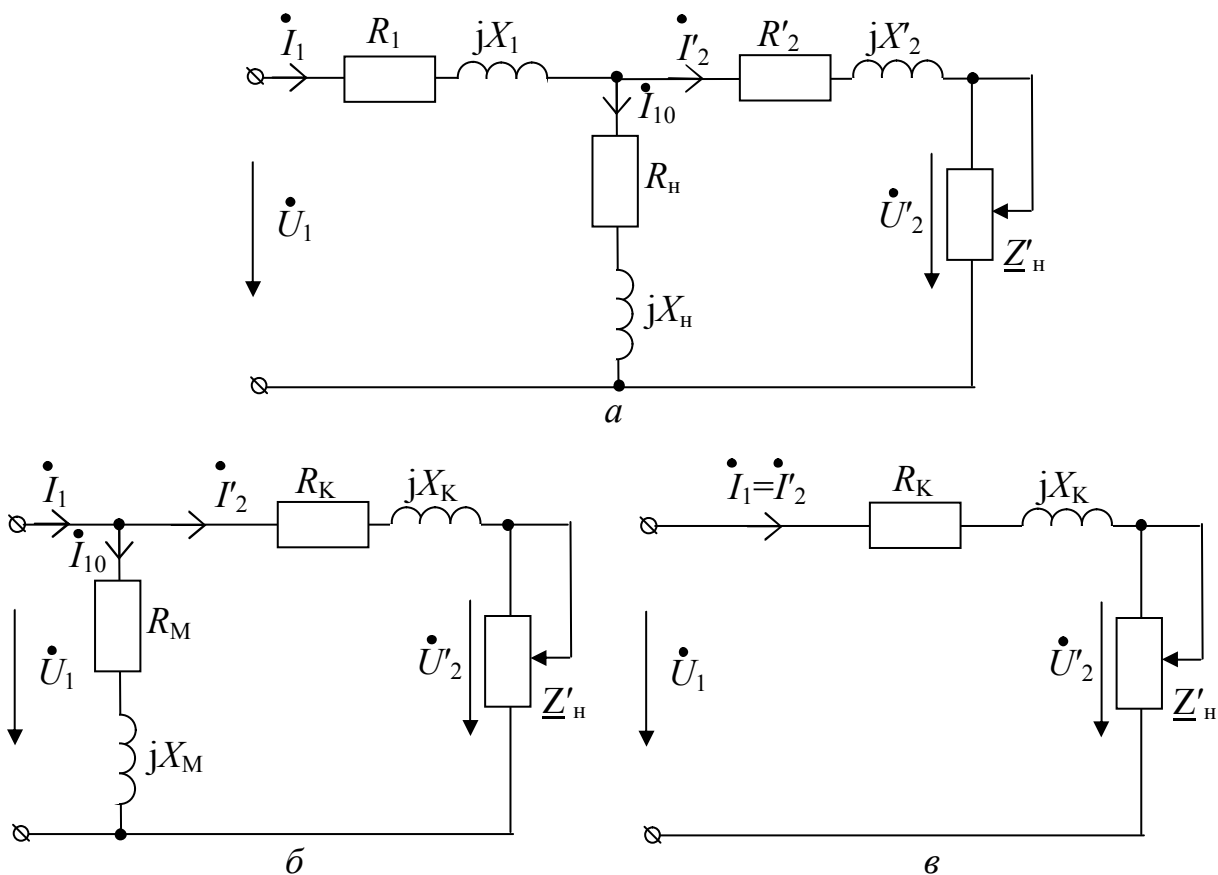 İ₁ R₁ jX₁ İ'₂ R'₂ jX'₂
İ₁₀
U̇₁ Rн U̇'₂ Z̲'н
jXн
а
İ₁ İ'₂ RК jXК
İ₁₀
U̇₁ RМ U̇'₂ Z̲'н
jXМ
б
İ₁=İ'₂ RК jXК
U̇₁ U̇'₂ Z̲'н
в